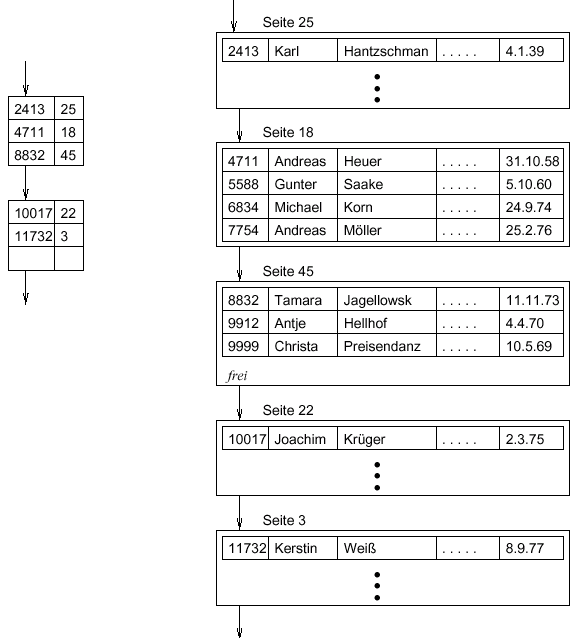 2413 25
4711 18
8832 45
10017 22
11732 3
Seite 25
2413 Karl Hantzschman . . . . . 4.1.39
Seite 18
4711 Andreas Heuer . . . . . 31.10.58
5588 Gunter Saake . . . . . 5.10.60
6834 Michael Korn . . . . . 24.9.74
7754 Andreas Möller . . . . . 25.2.76
Seite 45
8832 Tamara Jagellowsk . . . . . 11.11.73
9912 Antje Hellhof . . . . . 4.4.70
9999 Christa Preisendanz . . . . . 10.5.69
frei
Seite 22
10017 Joachim Krüger . . . . . 2.3.75
Seite 3
11732 Kerstin Weiß . . . . . 8.9.77